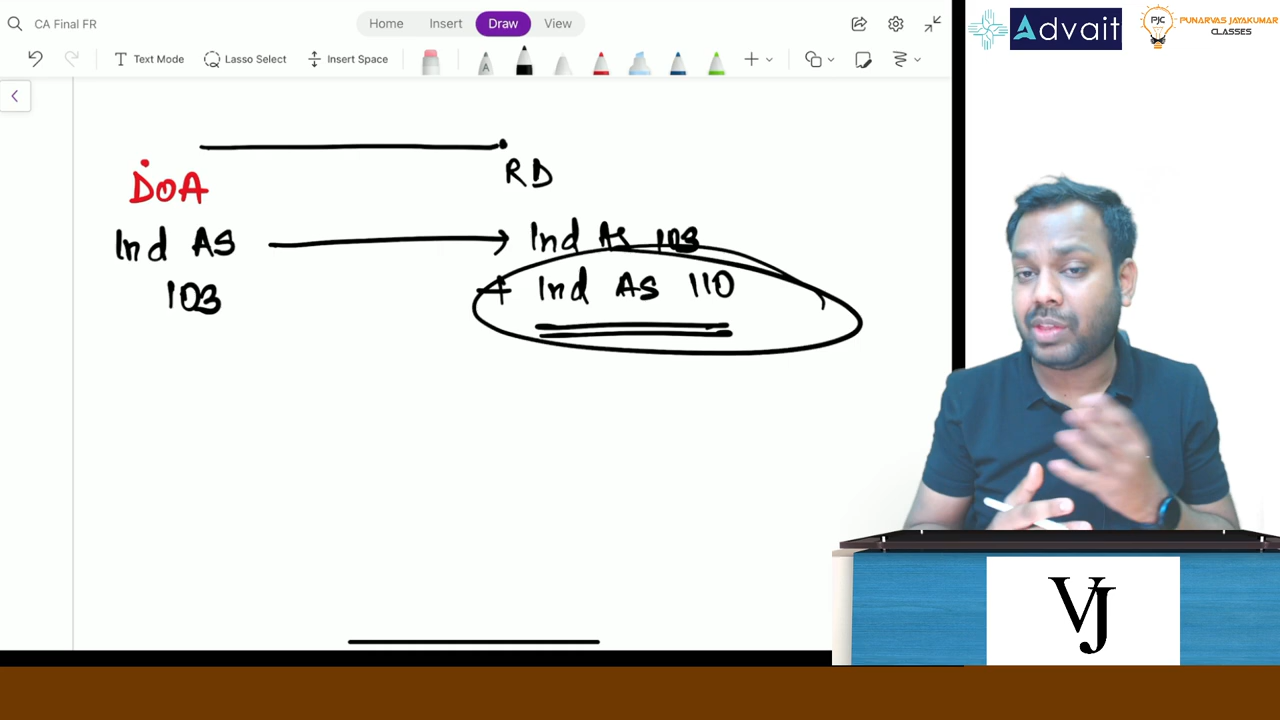 CA Final FR
Home Insert Draw View
Text Mode Lasso Select Insert Space
A
Advait
PJC
PUNARVAS JAYAKUMAR
CLASSES
DOA
RD
Ind AS
103
Ind AS 103
+ Ind AS 110
VJ